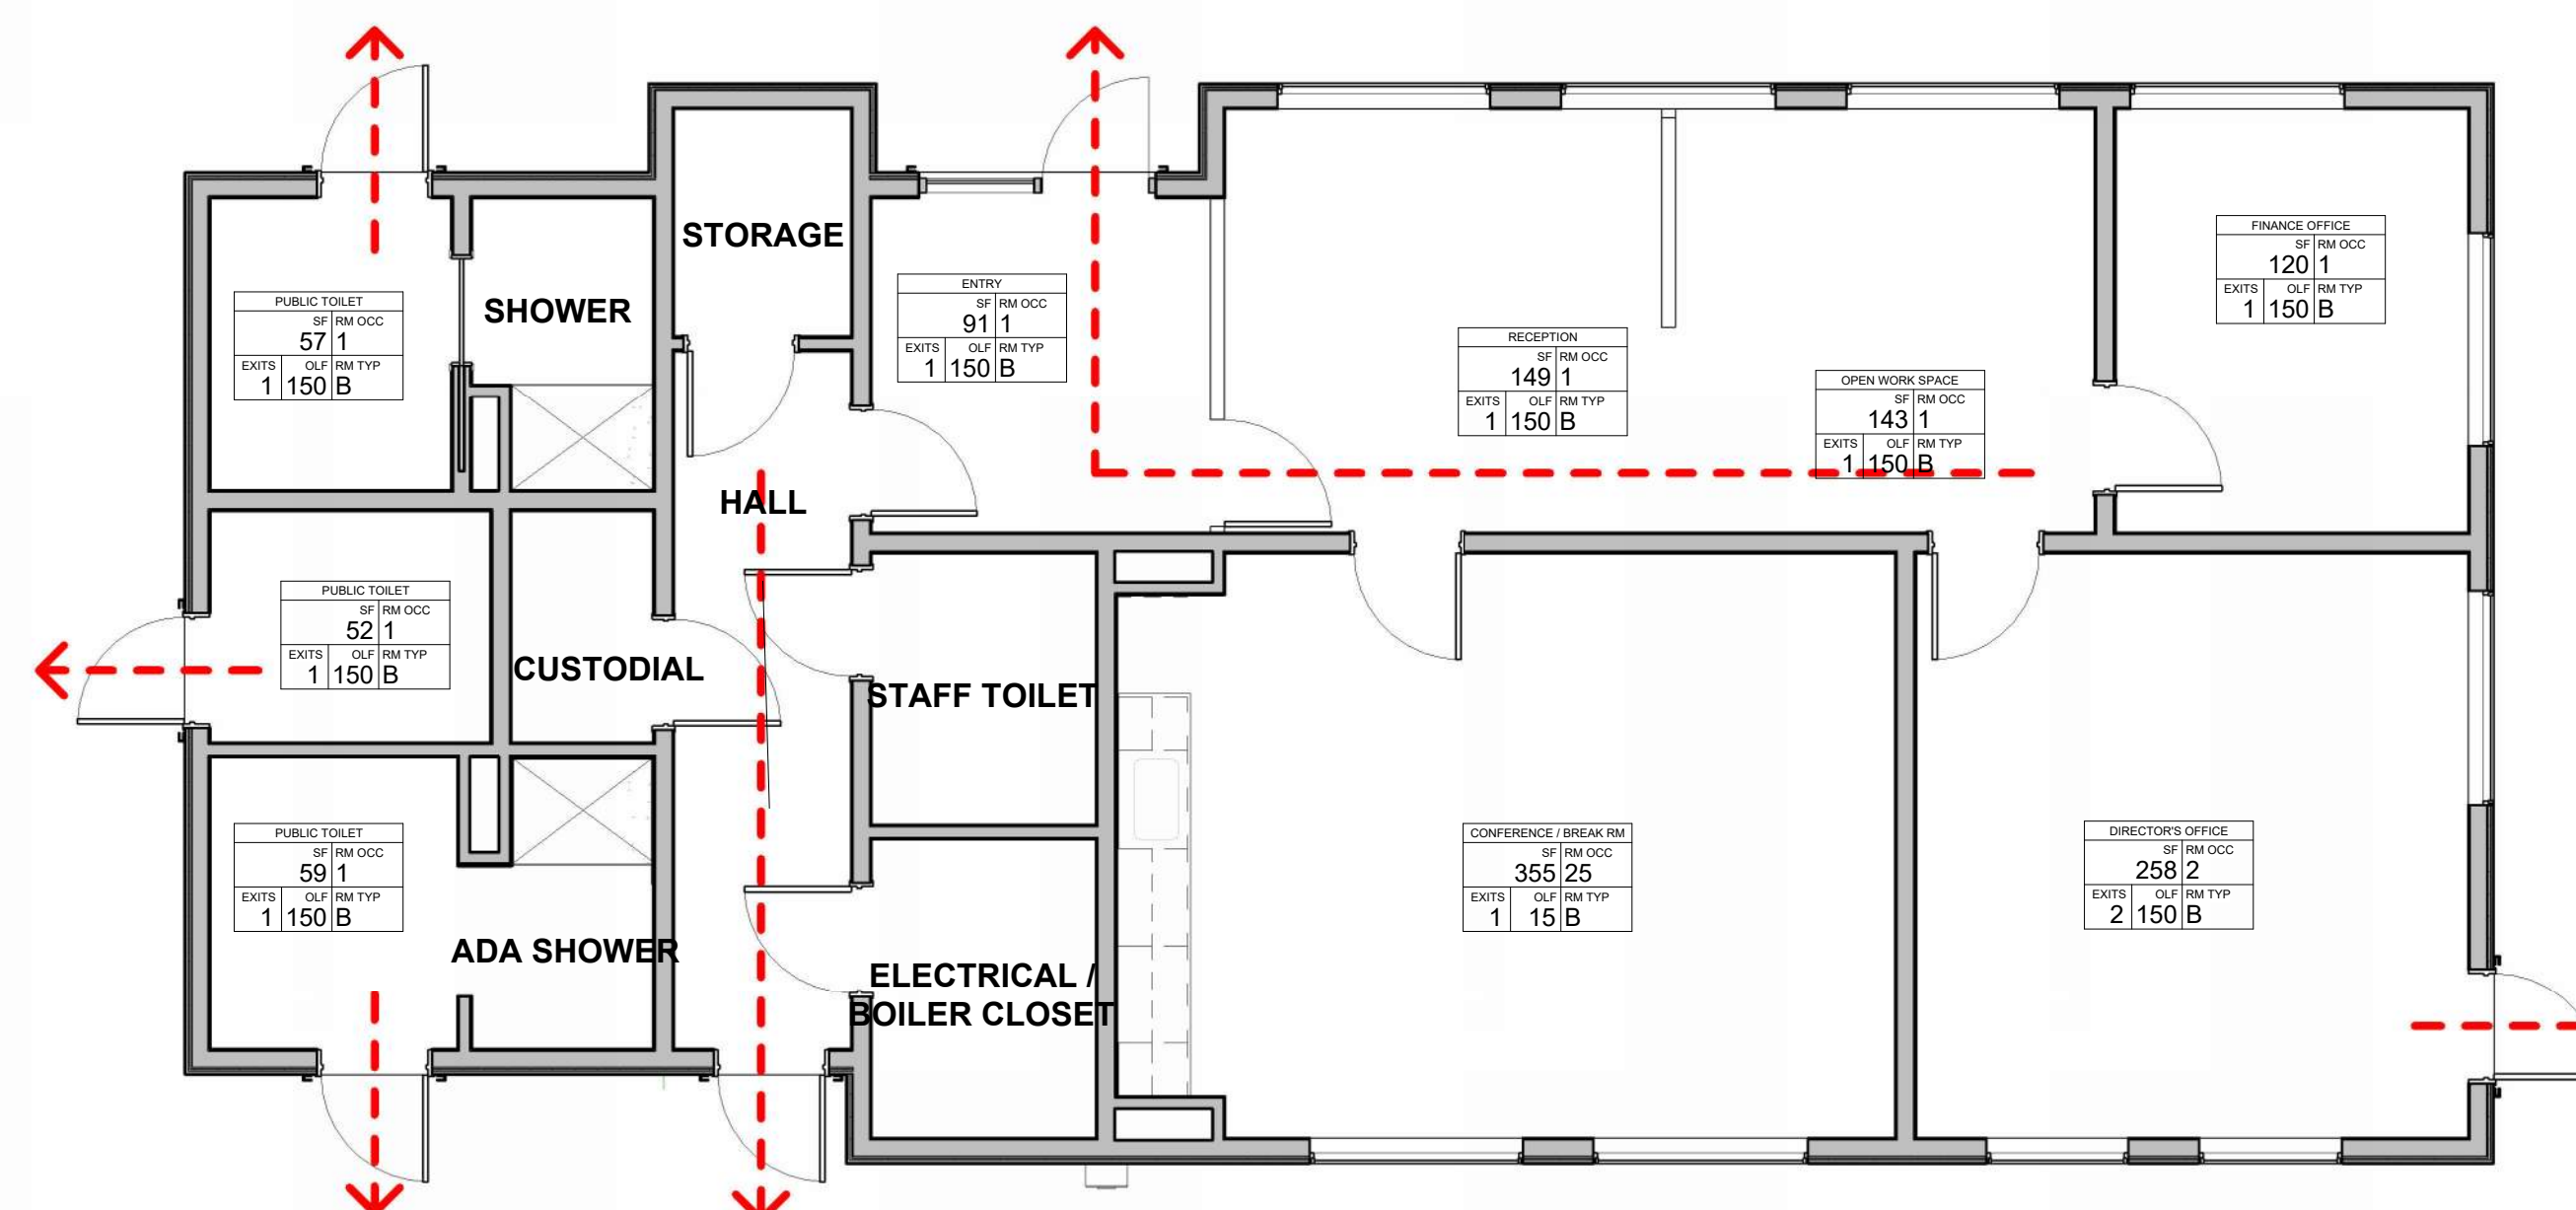 STORAGE
SHOWER
PUBLIC TOILET
SF RM OCC
57 1
EXITS OLF RM TYP
1 150 B
ENTRY
SF RM OCC
91 1
EXITS OLF RM TYP
1 150 B
RECEPTION
SF RM OCC
149 1
EXITS OLF RM TYP
1 150 B
OPEN WORK SPACE
SF RM OCC
143 1
EXITS OLF RM TYP
1 150 B
FINANCE OFFICE
SF RM OCC
120 1
EXITS OLF RM TYP
1 150 B
HALL
PUBLIC TOILET
SF RM OCC
52 1
EXITS OLF RM TYP
1 150 B
CUSTODIAL
STAFF TOILET
PUBLIC TOILET
SF RM OCC
59 1
EXITS OLF RM TYP
1 150 B
ADA SHOWER
ELECTRICAL /
BOILER CLOSET
CONFERENCE / BREAK RM
SF RM OCC
355 25
EXITS OLF RM TYP
1 15 B
DIRECTOR'S OFFICE
SF RM OCC
258 2
EXITS OLF RM TYP
2 150 B